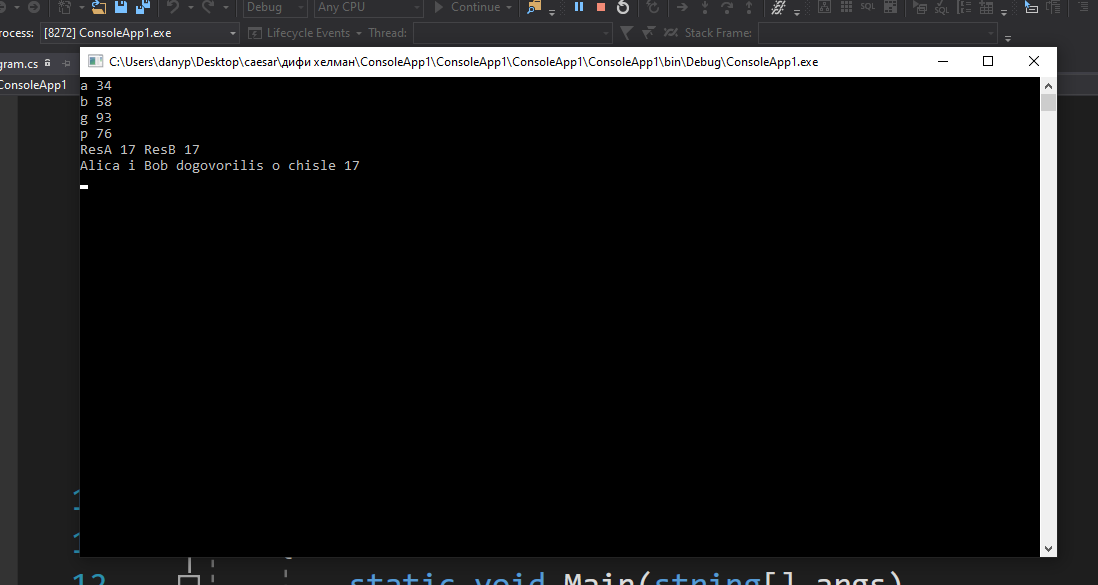 Debug Any CPU Continue SQL
rocess: [8272] ConsoleApp1.exe Lifecycle Events Thread: Stack Frame:
gram.cs
ConsoleApp1
C:\Users\danyp\Desktop\caesar\дифи хелман\ConsoleApp1\ConsoleApp1\ConsoleApp1\ConsoleApp1\bin\Debug\ConsoleApp1.exe
a 34
b 58
g 93
p 76
ResA 17 ResB 17
Alica i Bob dogovorilis o chisle 17
12 static void Main(string[] args)